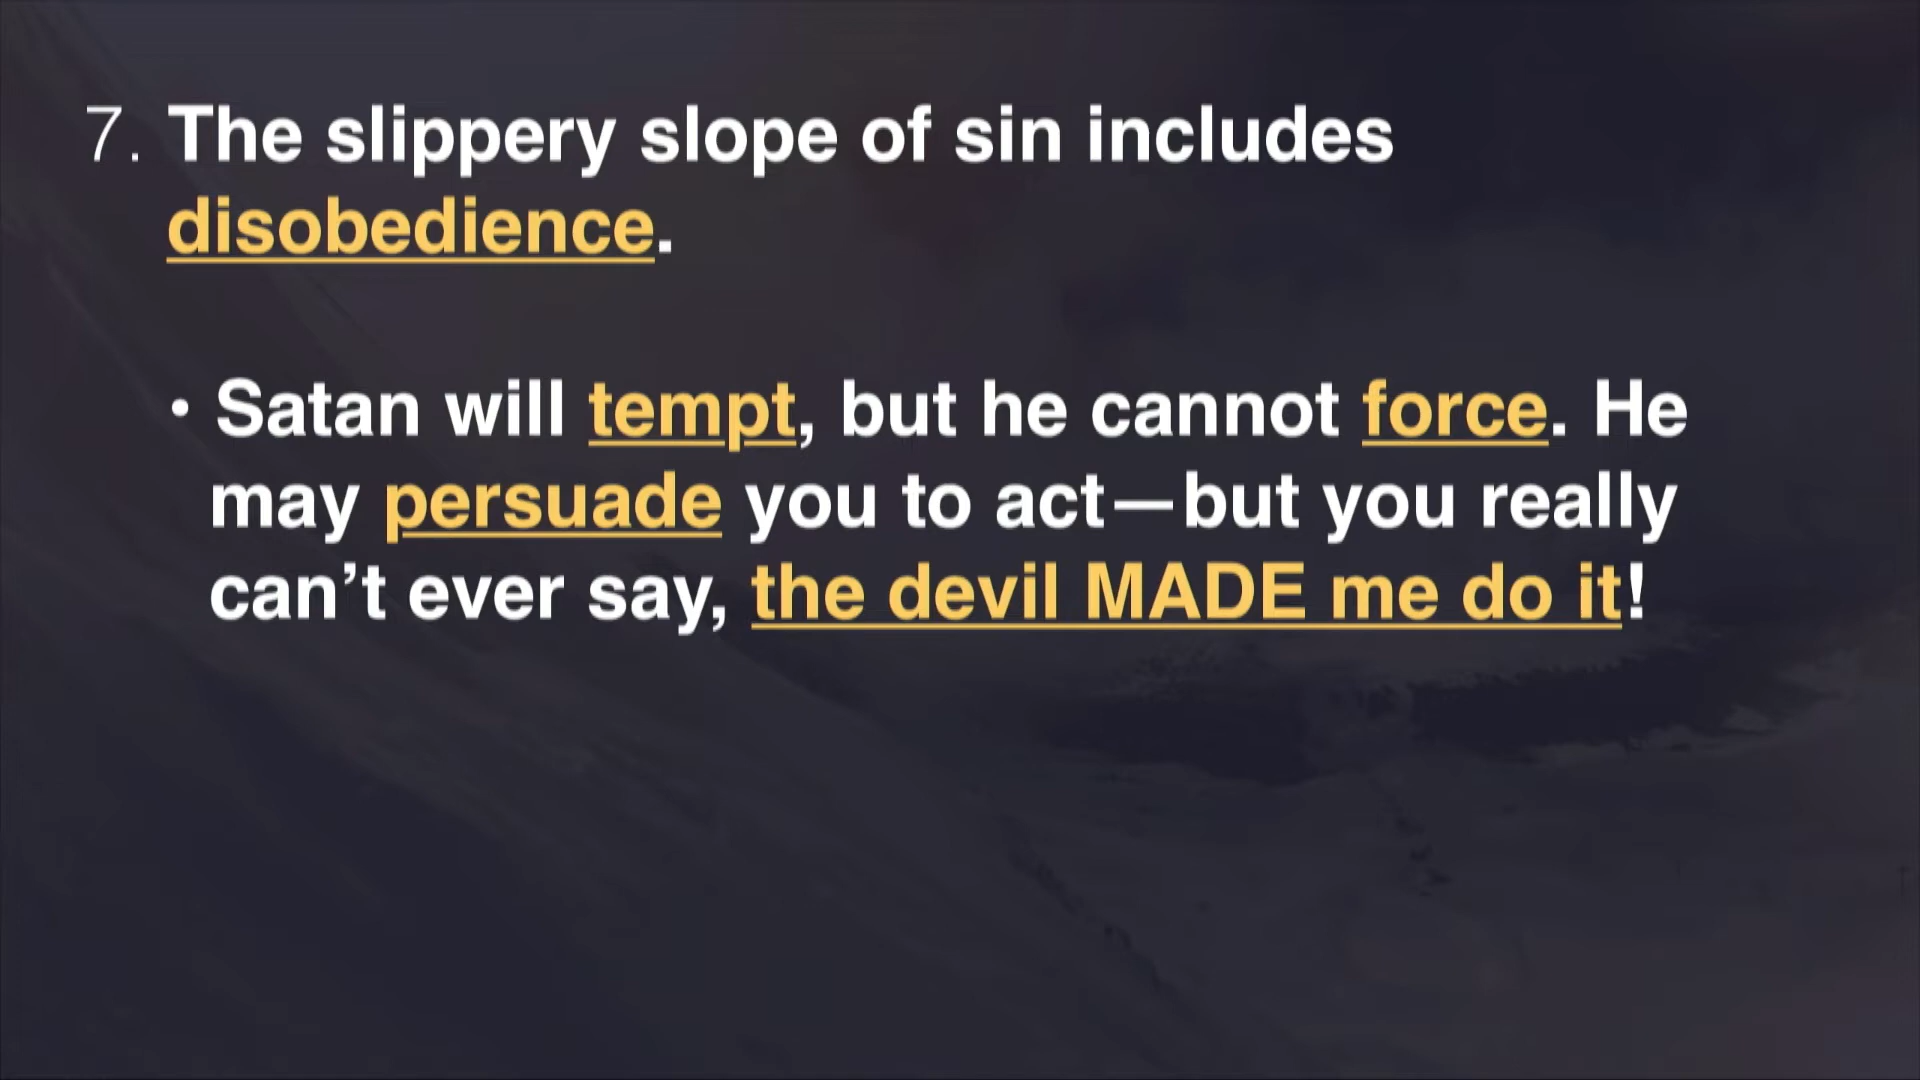 7. The slippery slope of sin includes
disobedience.
• Satan will tempt, but he cannot force. He
may persuade you to act—but you really
can’t ever say, the devil MADE me do it!